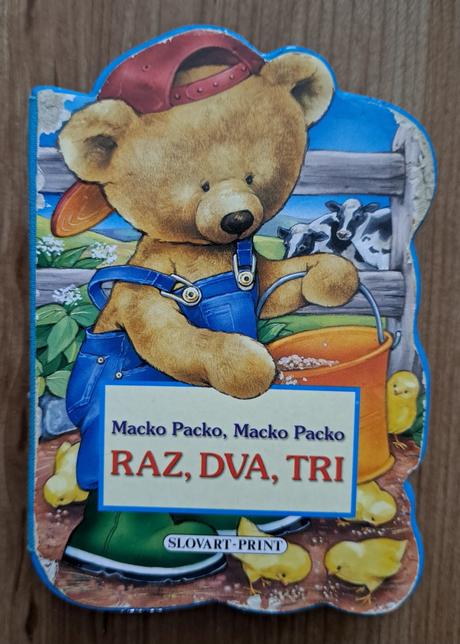 Macko Packo, Macko Packo
RAZ, DVA, TRI
SLOVART-PRINT